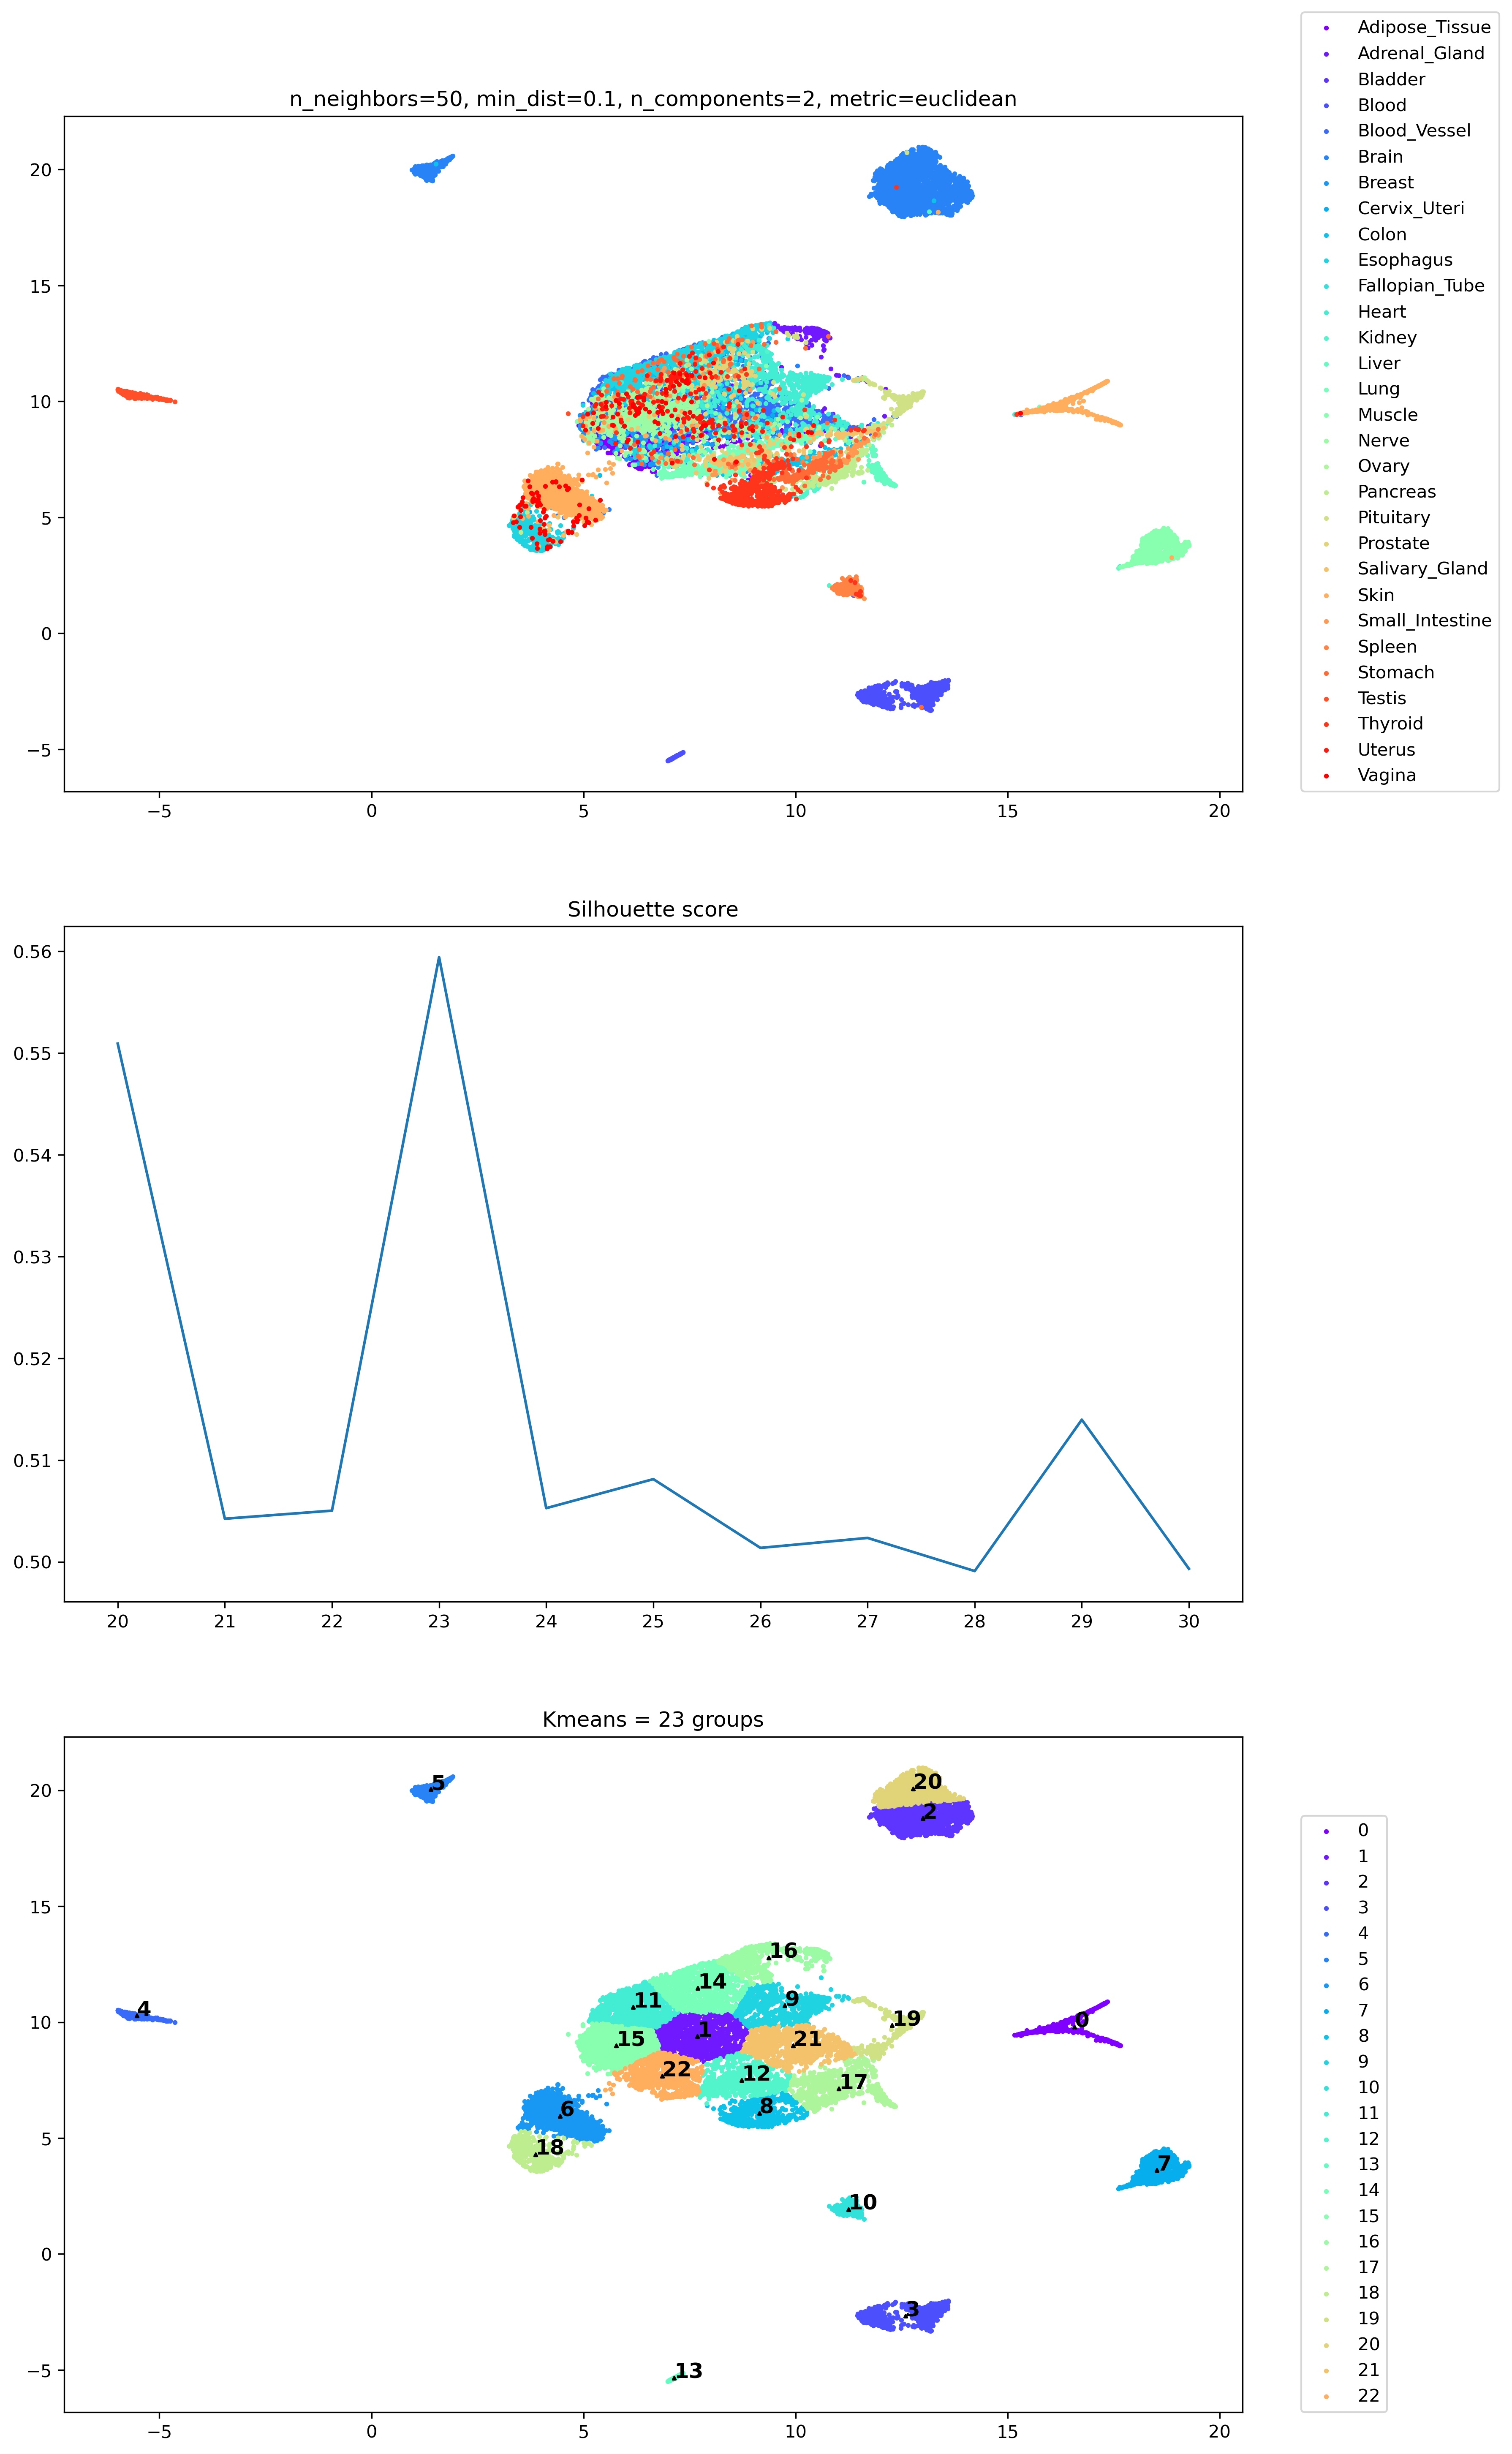 n_neighbors=50, min_dist=0.1, n_components=2, metric=euclidean
20
15
10
5
0
−5
−5
0
5
10
15
20
Adipose_Tissue
Adrenal_Gland
Bladder
Blood
Blood_Vessel
Brain
Breast
Cervix_Uteri
Colon
Esophagus
Fallopian_Tube
Heart
Kidney
Liver
Lung
Muscle
Nerve
Ovary
Pancreas
Pituitary
Prostate
Salivary_Gland
Skin
Small_Intestine
Spleen
Stomach
Testis
Thyroid
Uterus
Vagina
Silhouette score
0.56
0.55
0.54
0.53
0.52
0.51
0.50
20
21
22
23
24
25
26
27
28
29
30
Kmeans = 23 groups
20
15
10
5
0
−5
−5
0
5
10
15
20
5
20
2
16
14
11
9
4
1
19
0
15
21
22
12
17
8
6
18
7
10
3
13
0
1
2
3
4
5
6
7
8
9
10
11
12
13
14
15
16
17
18
19
20
21
22